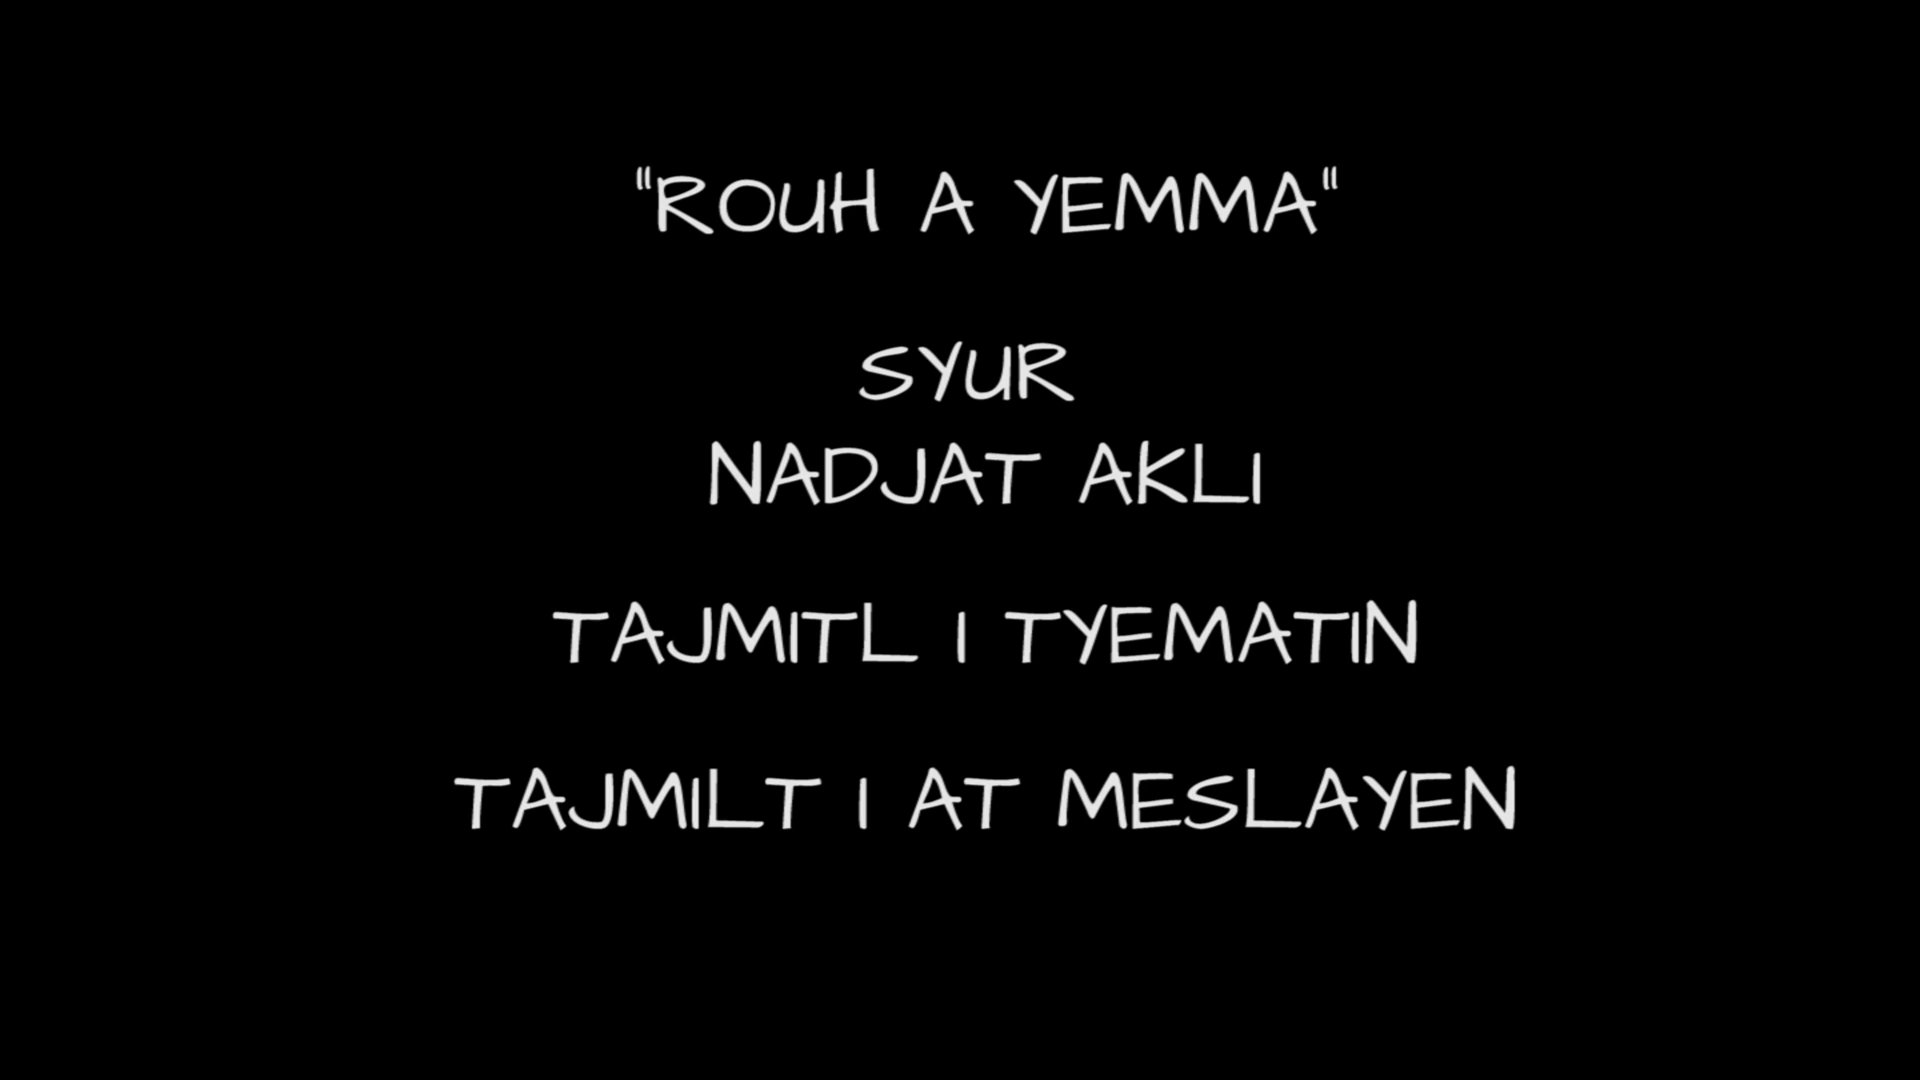 "ROUH A YEMMA"
SYUR
NADJAT AKLI
TAJMITL I TYEMATIN
TAJMILT I AT MESLAYEN